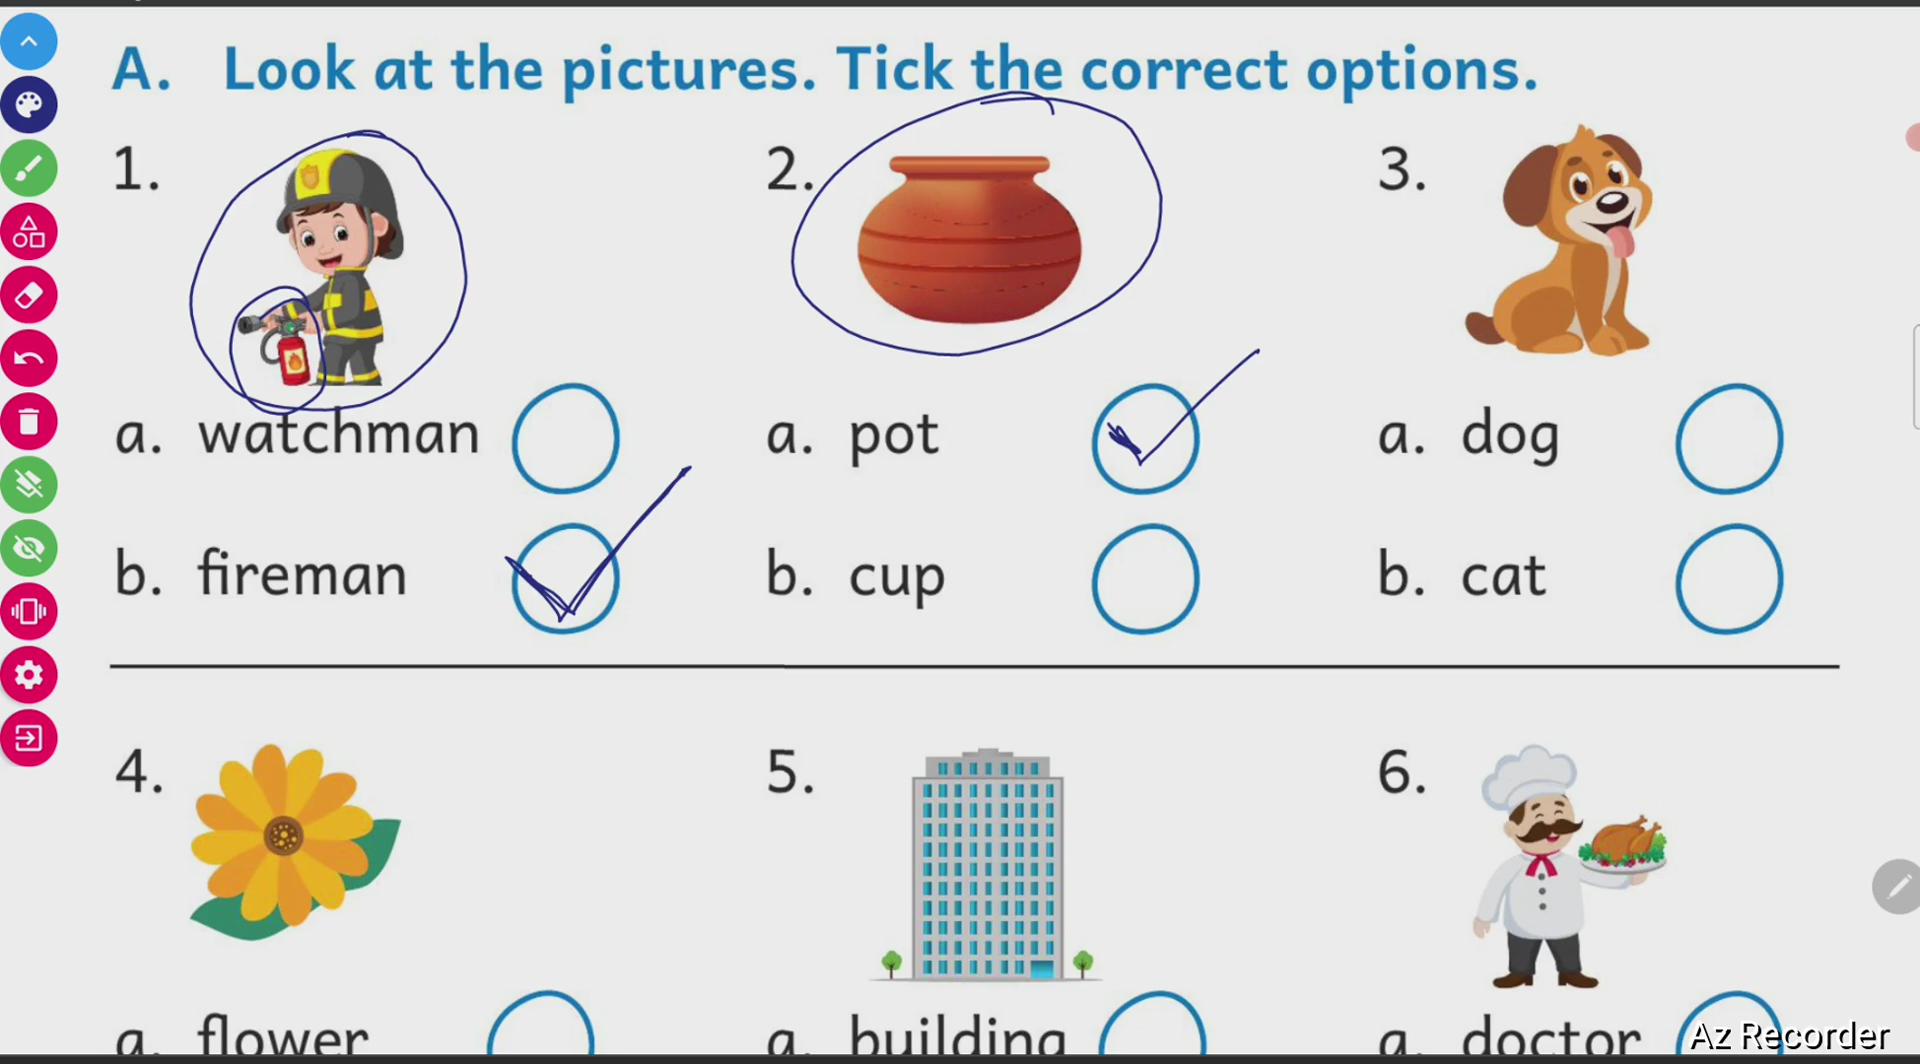 A. Look at the pictures. Tick the correct options.
1. 2. 3.
a. watchman a. pot a. dog
b. fireman b. cup b. cat
4. 5. 6.
a. flower a. building a. doctor
Az Recorder